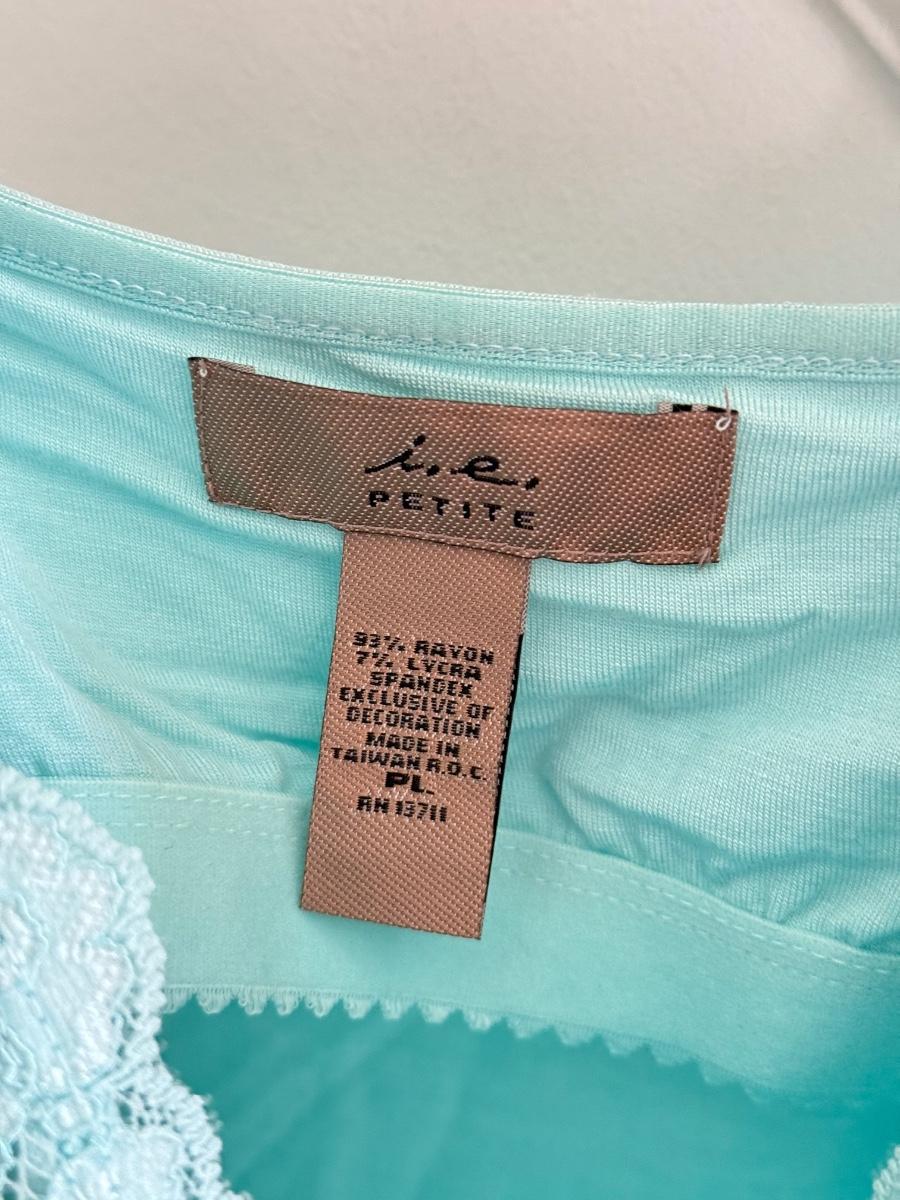 i.e.
PETITE
93% RAYON
7% LYCRA
SPANDEX
EXCLUSIVE OF
DECORATION
MADE IN
TAIWAN R.O.C.
PL
RN 13711